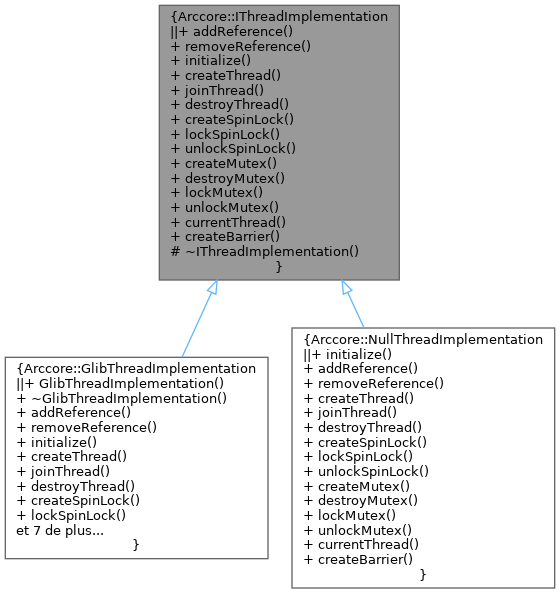 {Arccore::IThreadImplementation
||+ addReference()
+ removeReference()
+ initialize()
+ createThread()
+ joinThread()
+ destroyThread()
+ createSpinLock()
+ lockSpinLock()
+ unlockSpinLock()
+ createMutex()
+ destroyMutex()
+ lockMutex()
+ unlockMutex()
+ currentThread()
+ createBarrier()
# ~IThreadImplementation()
}
{Arccore::GlibThreadImplementation
||+ GlibThreadImplementation()
+ ~GlibThreadImplementation()
+ addReference()
+ removeReference()
+ initialize()
+ createThread()
+ joinThread()
+ destroyThread()
+ createSpinLock()
+ lockSpinLock()
et 7 de plus...
}
{Arccore::NullThreadImplementation
||+ initialize()
+ addReference()
+ removeReference()
+ createThread()
+ joinThread()
+ destroyThread()
+ createSpinLock()
+ lockSpinLock()
+ unlockSpinLock()
+ createMutex()
+ destroyMutex()
+ lockMutex()
+ unlockMutex()
+ currentThread()
+ createBarrier()
}